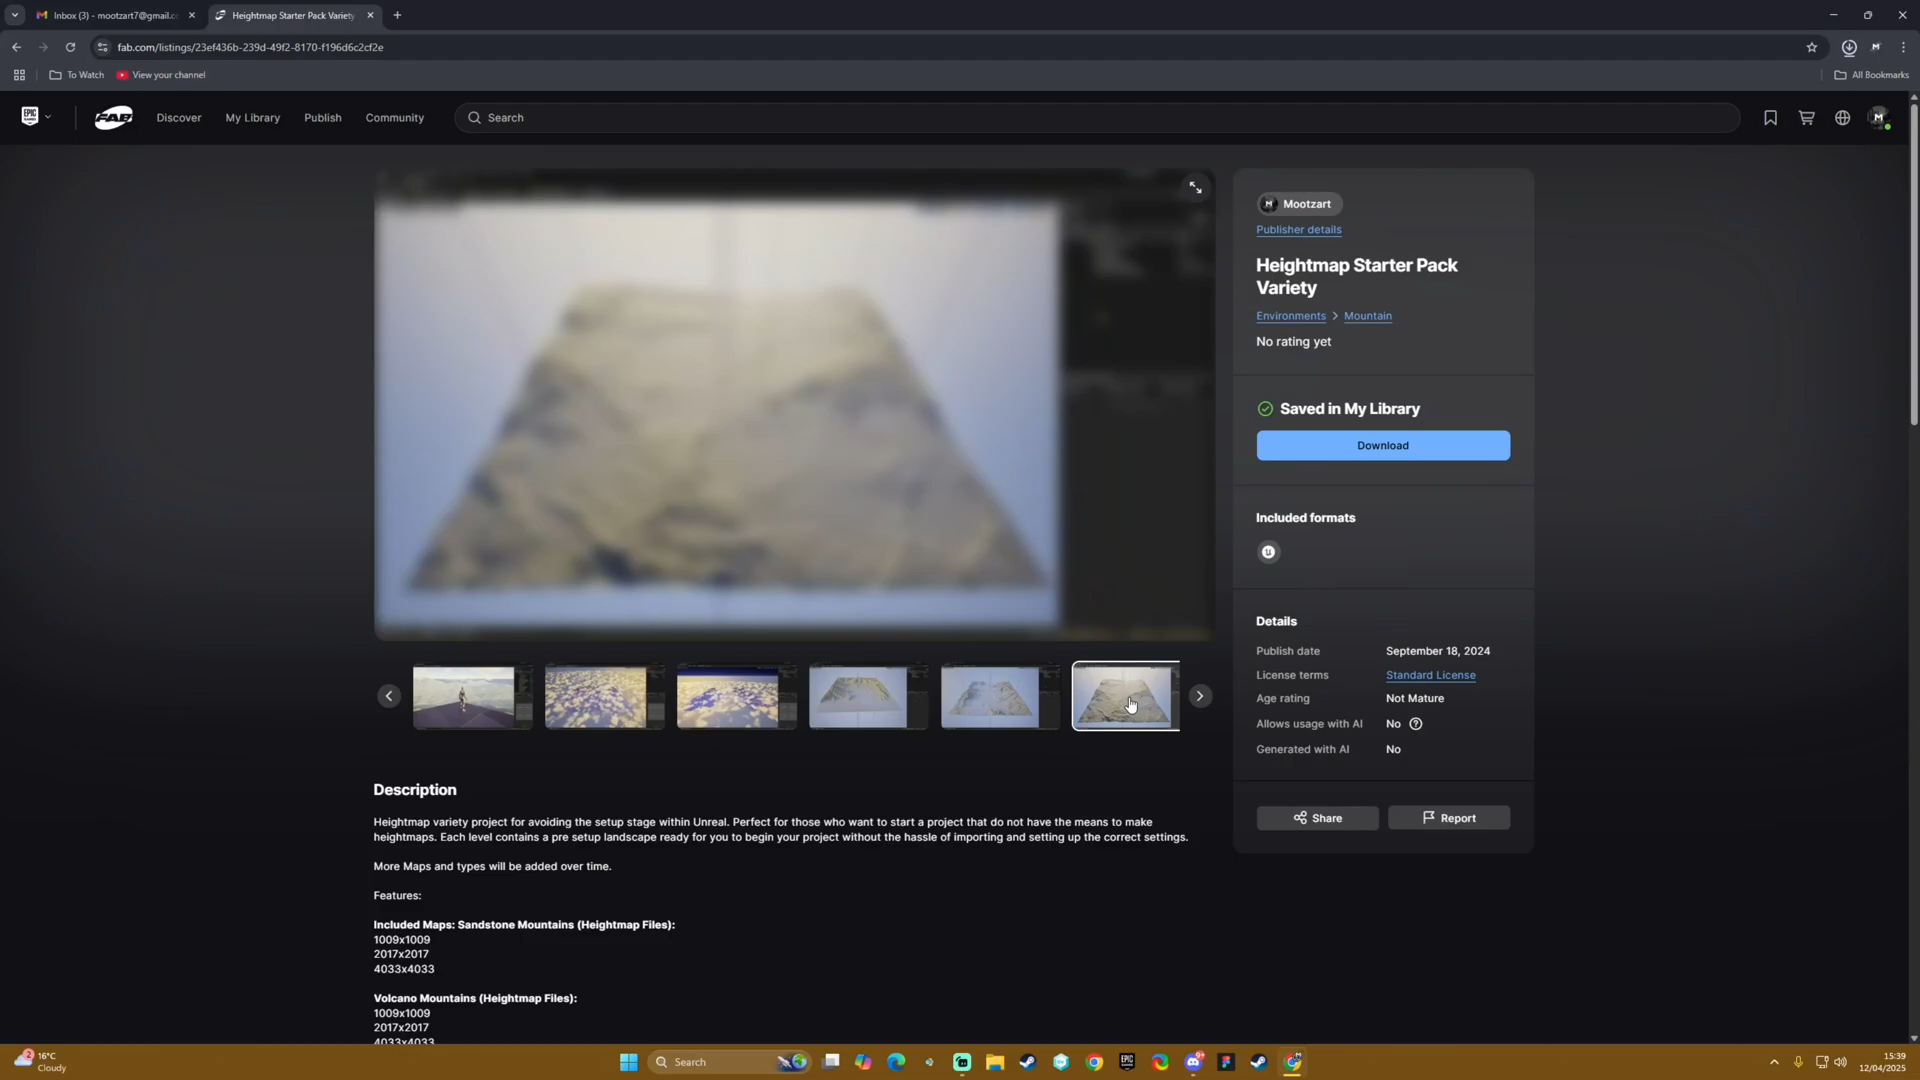 Inbox (3) - mootzart7@gmail.c
Heightmap Starter Pack Variety
fab.com/listings/23ef436b-239d-49f2-8170-f196d6c2cf2e
To Watch
View your channel
All Bookmarks
EPIC GAMES
FAB
Discover
My Library
Publish
Community
Search
M
M Mootzart
Publisher details
Heightmap Starter Pack
Variety
Environments > Mountain
No rating yet
Saved in My Library
Download
Included formats
Details
Publish date September 18, 2024
License terms Standard License
Age rating Not Mature
Allows usage with AI No
Generated with AI No
Share
Report
Description
Heightmap variety project for avoiding the setup stage within Unreal. Perfect for those who want to start a project that do not have the means to make
heightmaps. Each level contains a pre setup landscape ready for you to begin your project without the hassle of importing and setting up the correct settings.
More Maps and types will be added over time.
Features:
Included Maps: Sandstone Mountains (Heightmap Files):
1009x1009
2017x2017
4033x4033
Volcano Mountains (Heightmap Files):
1009x1009
2017x2017
4033x4033
2
16°C
Cloudy
Search
EPIC
9+
15:39
12/04/2025